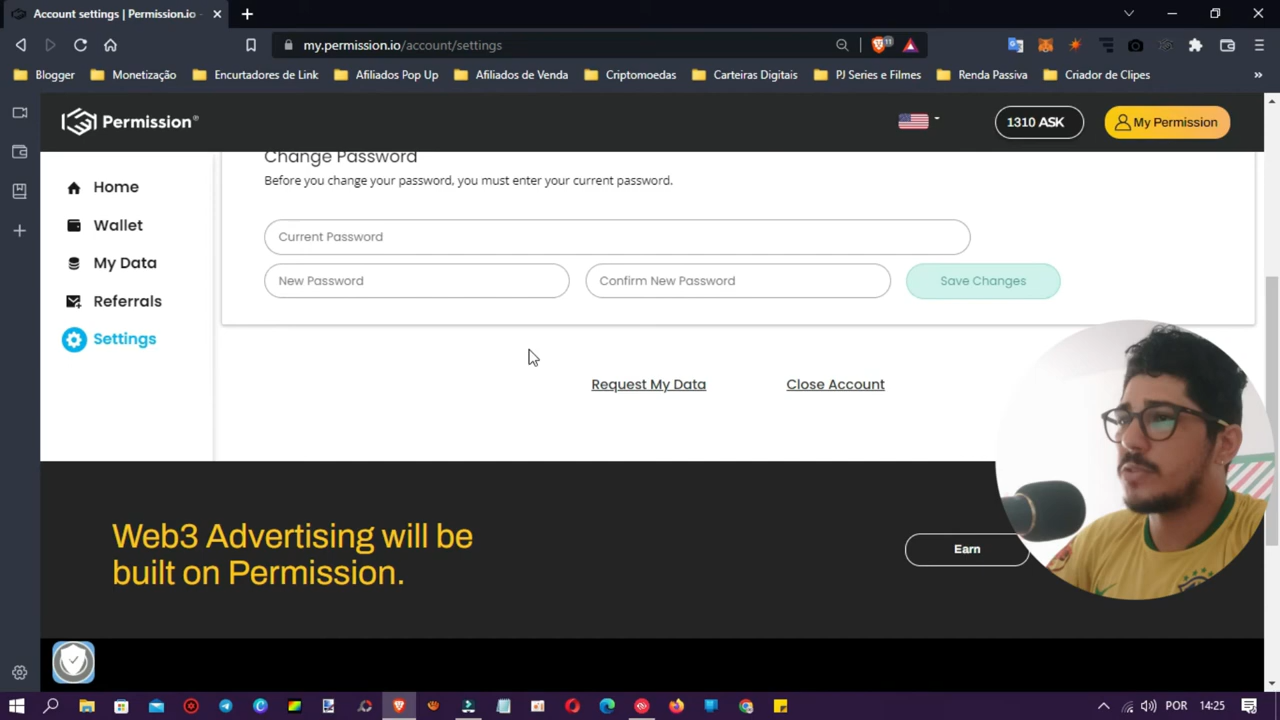 Account settings | Permission.io
my.permission.io/account/settings
11
Blogger
Monetização
Encurtadores de Link
Afiliados Pop Up
Afiliados de Venda
Criptomoedas
Carteiras Digitais
PJ Series e Filmes
Renda Passiva
Criador de Clipes
»
Permission®
1310 ASK
My Permission
Home
Wallet
My Data
Referrals
Settings
Change Password
Before you change your password, you must enter your current password.
Current Password
New Password
Confirm New Password
Save Changes
Request My Data
Close Account
Web3 Advertising will be
built on Permission.
Earn
POR
14:25